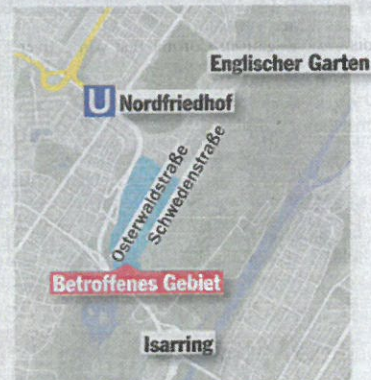 Englischer Garten
U Nordfriedhof
Osterwaldstraße
Schwedenstraße
Betroffenes Gebiet
Isarring